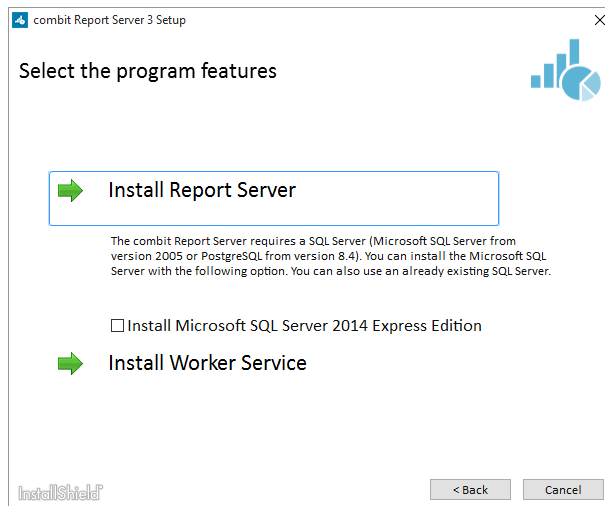 combit Report Server 3 Setup
Select the program features
Install Report Server
The combit Report Server requires a SQL Server (Microsoft SQL Server from
version 2005 or PostgreSQL from version 8.4). You can install the Microsoft SQL
Server with the following option. You can also use an already existing SQL Server.
Install Microsoft SQL Server 2014 Express Edition
Install Worker Service
InstallShield
< Back
Cancel